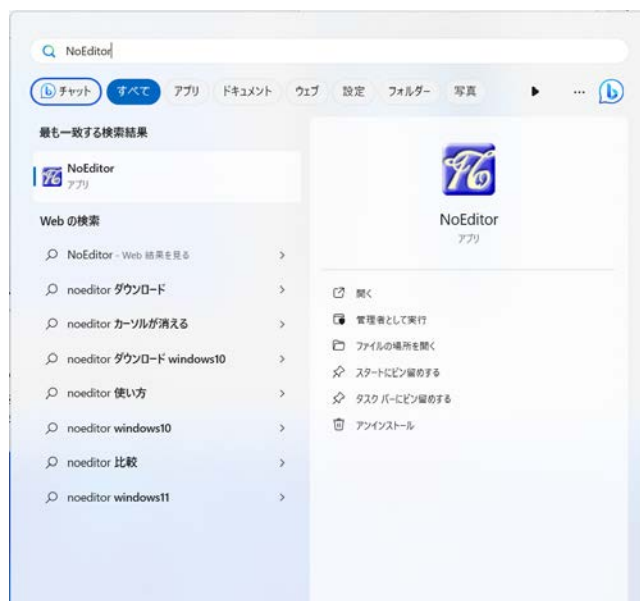 NoEditor
チャット すべて アプリ ドキュメント ウェブ 設定 フォルダー 写真 ...
最も一致する検索結果
NoEditor
アプリ
Web の検索
NoEditor - Web 結果を見る
noeditor ダウンロード
noeditor カーソルが消える
noeditor ダウンロード windows10
noeditor 使い方
noeditor windows10
noeditor 比較
noeditor windows11
NoEditor
アプリ
開く
管理者として実行
ファイルの場所を開く
スタートにピン留めする
タスク バーにピン留めする
アンインストール